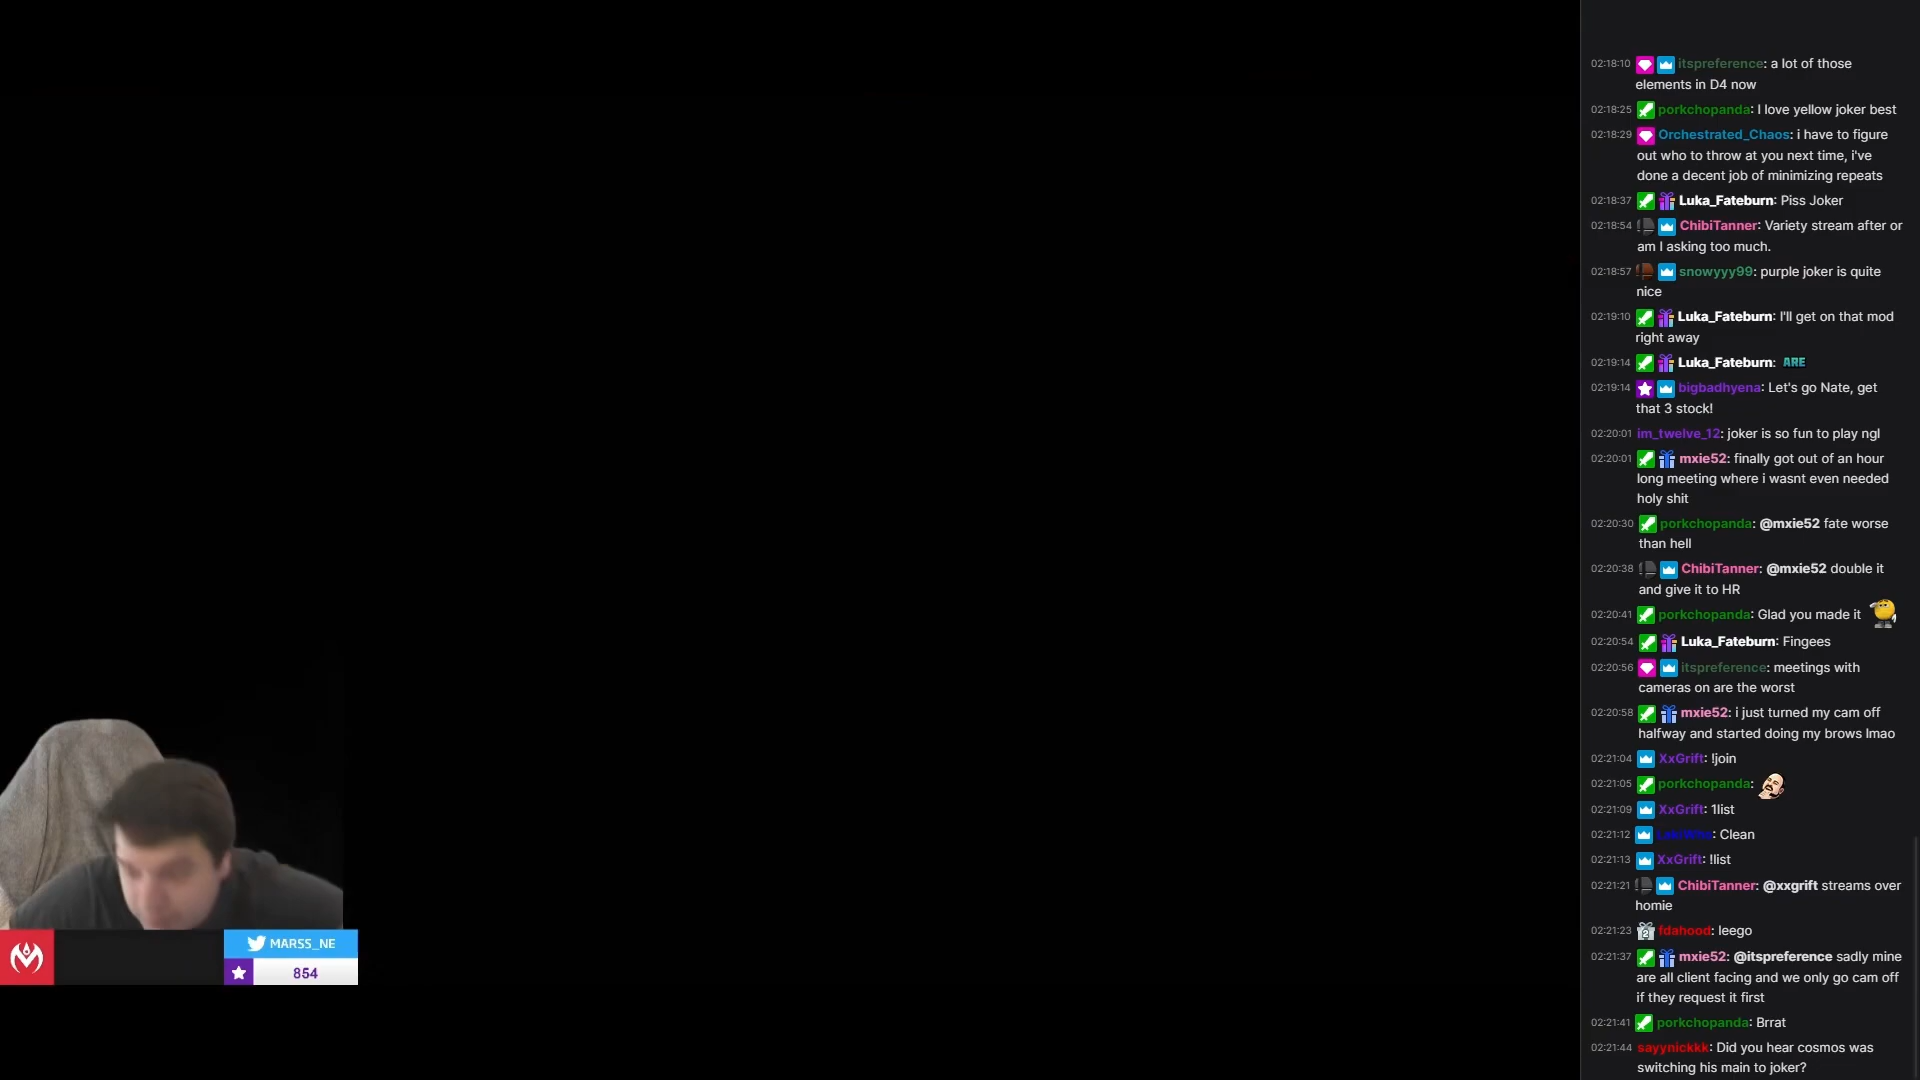 02:18:10 itspreference: a lot of those
elements in D4 now
02:18:25 porkchopanda: I love yellow joker best
02:18:29 Orchestrated_Chaos: i have to figure
out who to throw at you next time, i've
done a decent job of minimizing repeats
02:18:37 Luka_Fateburn: Piss Joker
02:18:54 ChibiTanner: Variety stream after or
am I asking too much.
02:18:57 snowyyy99: purple joker is quite
nice
02:19:10 Luka_Fateburn: I'll get on that mod
right away
02:19:14 Luka_Fateburn: ARE
02:19:14 bigbadhyena: Let's go Nate, get
that 3 stock!
02:20:01 im_twelve_12: joker is so fun to play ngl
02:20:01 mxie52: finally got out of an hour
long meeting where i wasnt even needed
holy shit
02:20:30 porkchopanda: @mxie52 fate worse
than hell
02:20:38 ChibiTanner: @mxie52 double it
and give it to HR
02:20:41 porkchopanda: Glad you made it
02:20:54 Luka_Fateburn: Fingees
02:20:56 itspreference: meetings with
cameras on are the worst
02:20:58 mxie52: i just turned my cam off
halfway and started doing my brows lmao
02:21:04 XxGrift: !join
02:21:05 porkchopanda:
02:21:09 XxGrift: 1list
02:21:12 : Clean
02:21:13 XxGrift: !list
02:21:21 ChibiTanner: @xxgrift streams over
homie
02:21:23 fdahood: leego
02:21:37 mxie52: @itspreference sadly mine
are all client facing and we only go cam off
if they request it first
02:21:41 porkchopanda: Brrat
02:21:44 sayynickkk: Did you hear cosmos was
switching his main to joker?
MARSS_NE
854